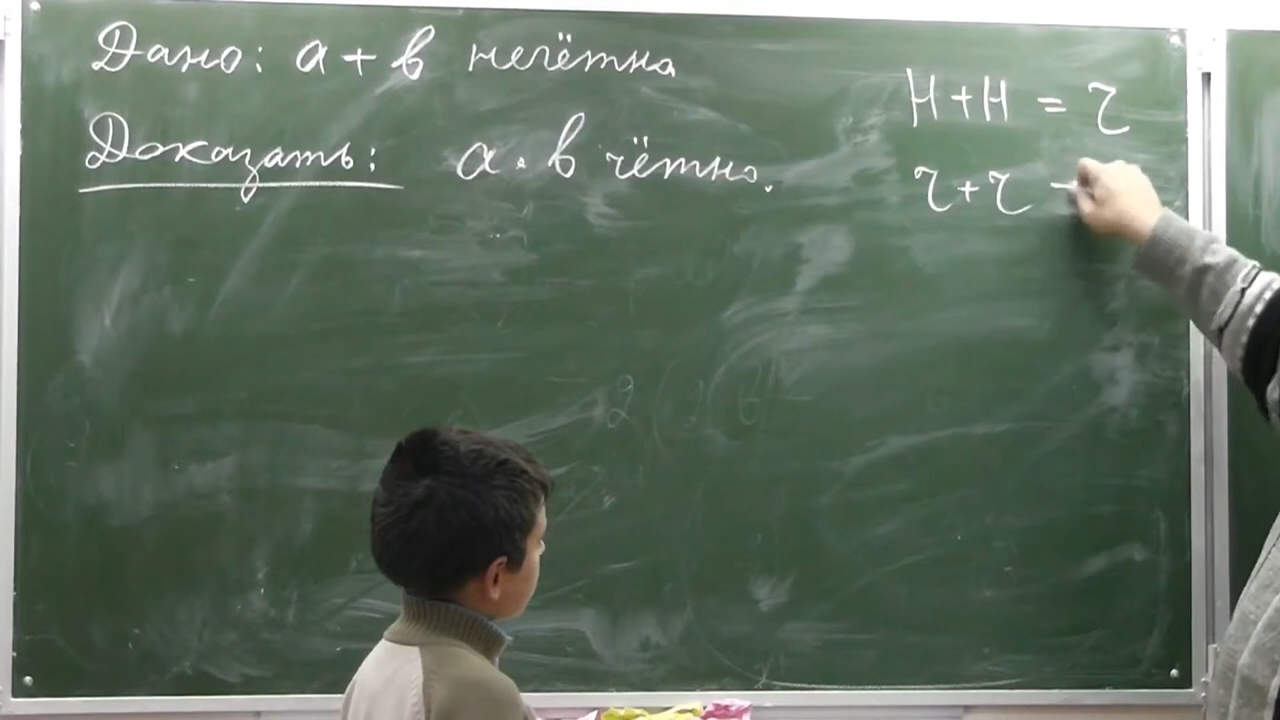 Дано: a + b нечётна
Доказать: a · b чётно.
Н + Н = Ч
Ч + Ч